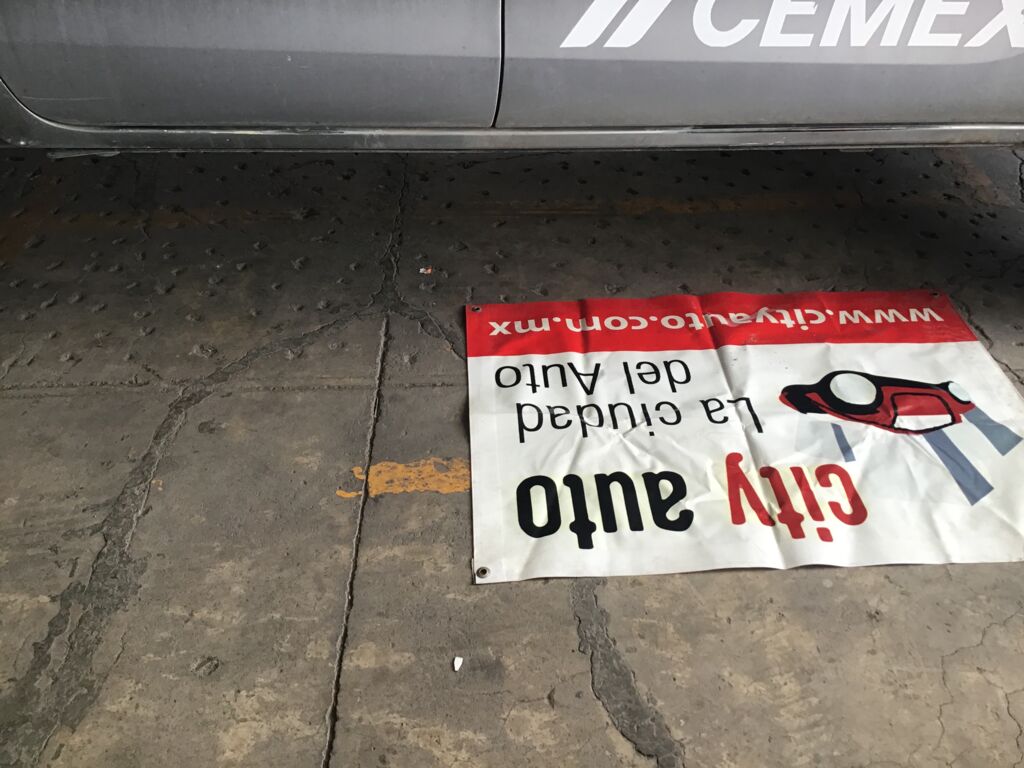 CEMEX
city auto
La ciudad
del Auto
www.cityauto.com.mx